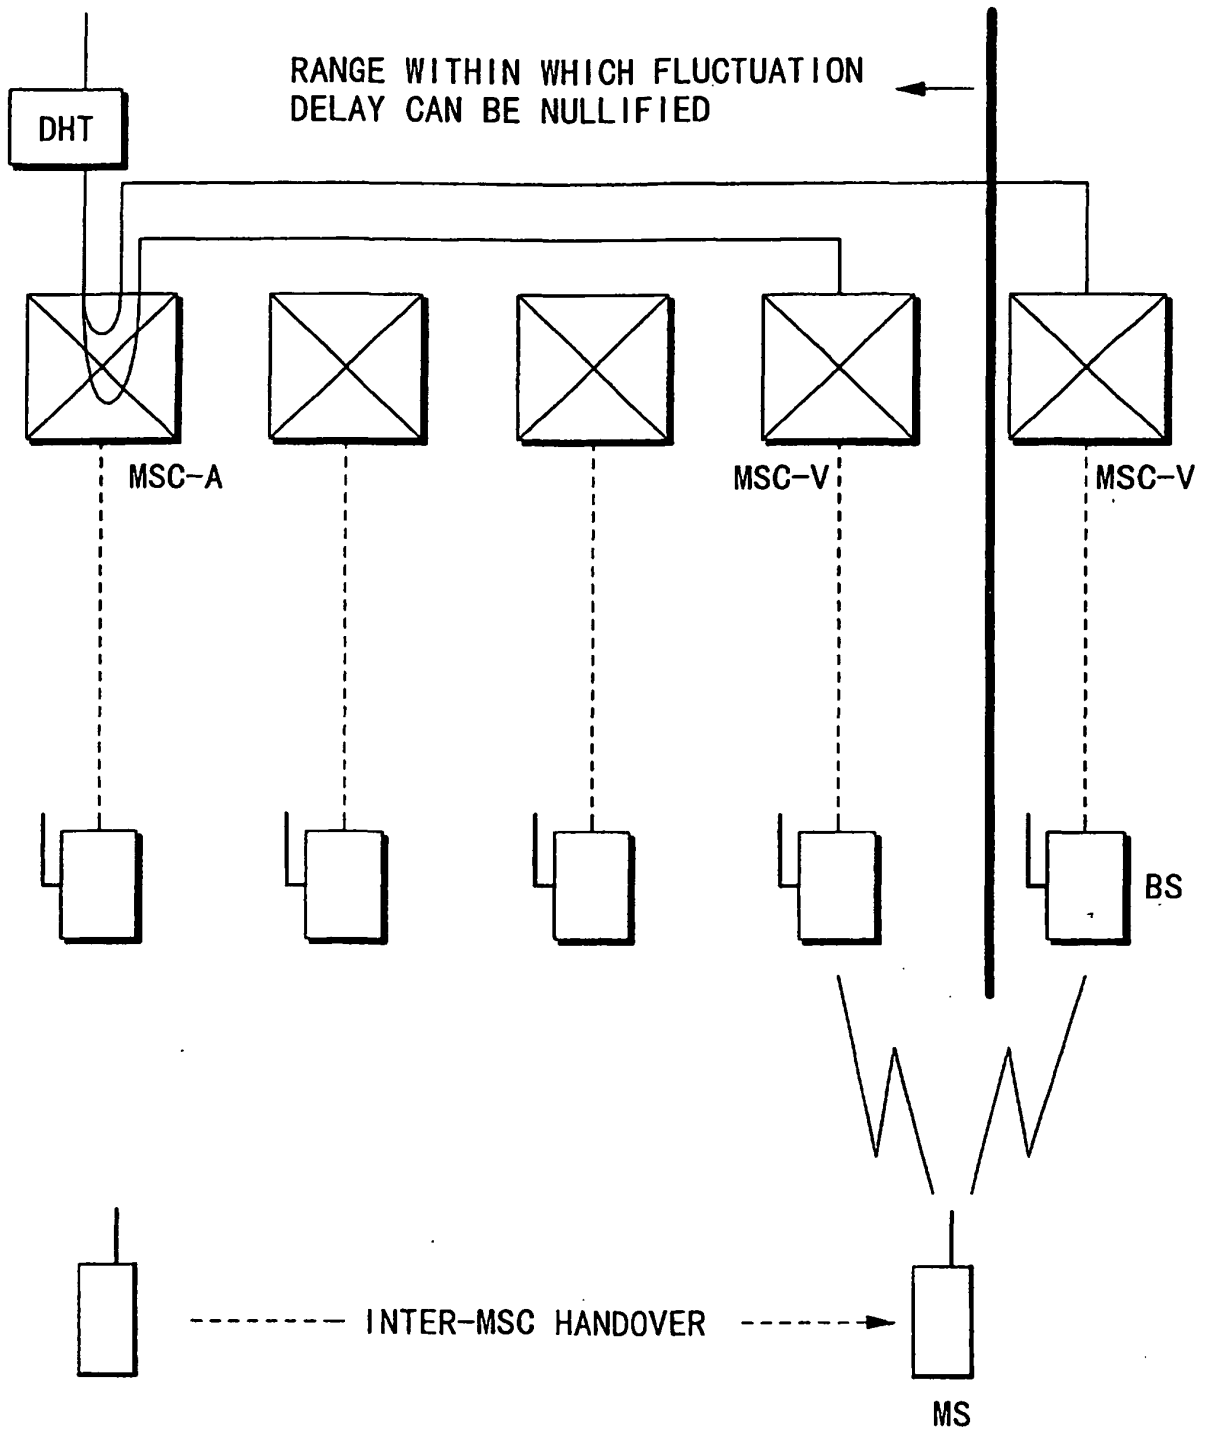 RANGE WITHIN WHICH FLUCTUATION
DELAY CAN BE NULLIFIED
DHT
MSC-A
MSC-V
MSC-V
BS
INTER-MSC HANDOVER
MS